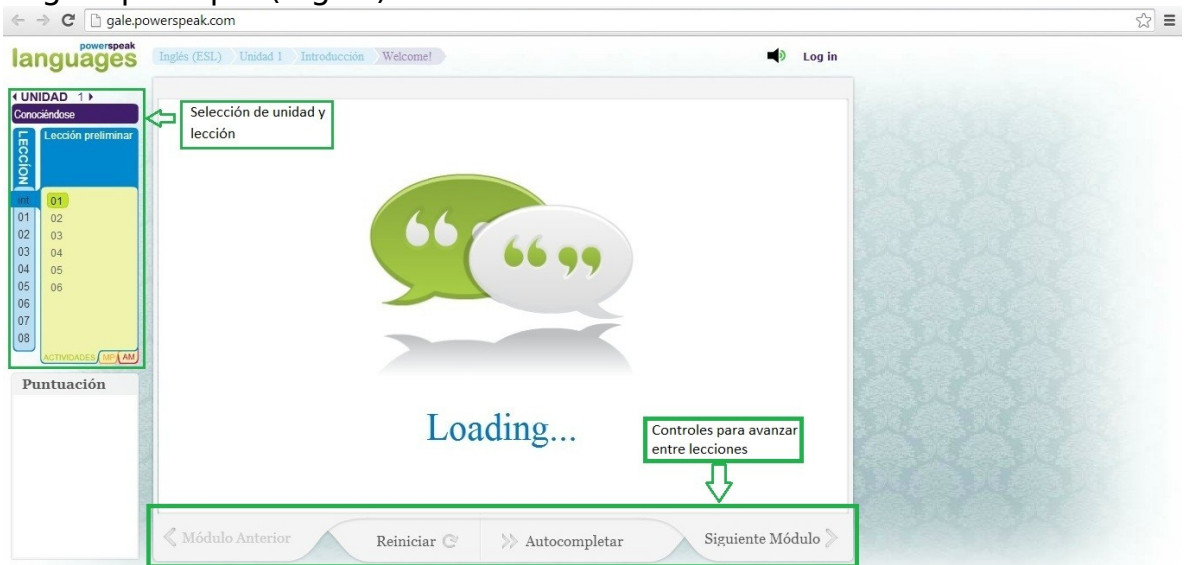 gale.powerspeak.com
powerspeak
languages
Inglés (ESL) Unidad 1 Introducción Welcome!
Log in
UNIDAD 1
Conociéndose
LECCÍON
Lección preliminar
Selección de unidad y
lección
int. 01
01 02
02 03
03 04
04 05
05 06
06
07
08
ACTIVIDADES MP AM
Puntuación
Loading...
Controles para avanzar
entre lecciones
Módulo Anterior Reiniciar Autocompletar Siguiente Módulo